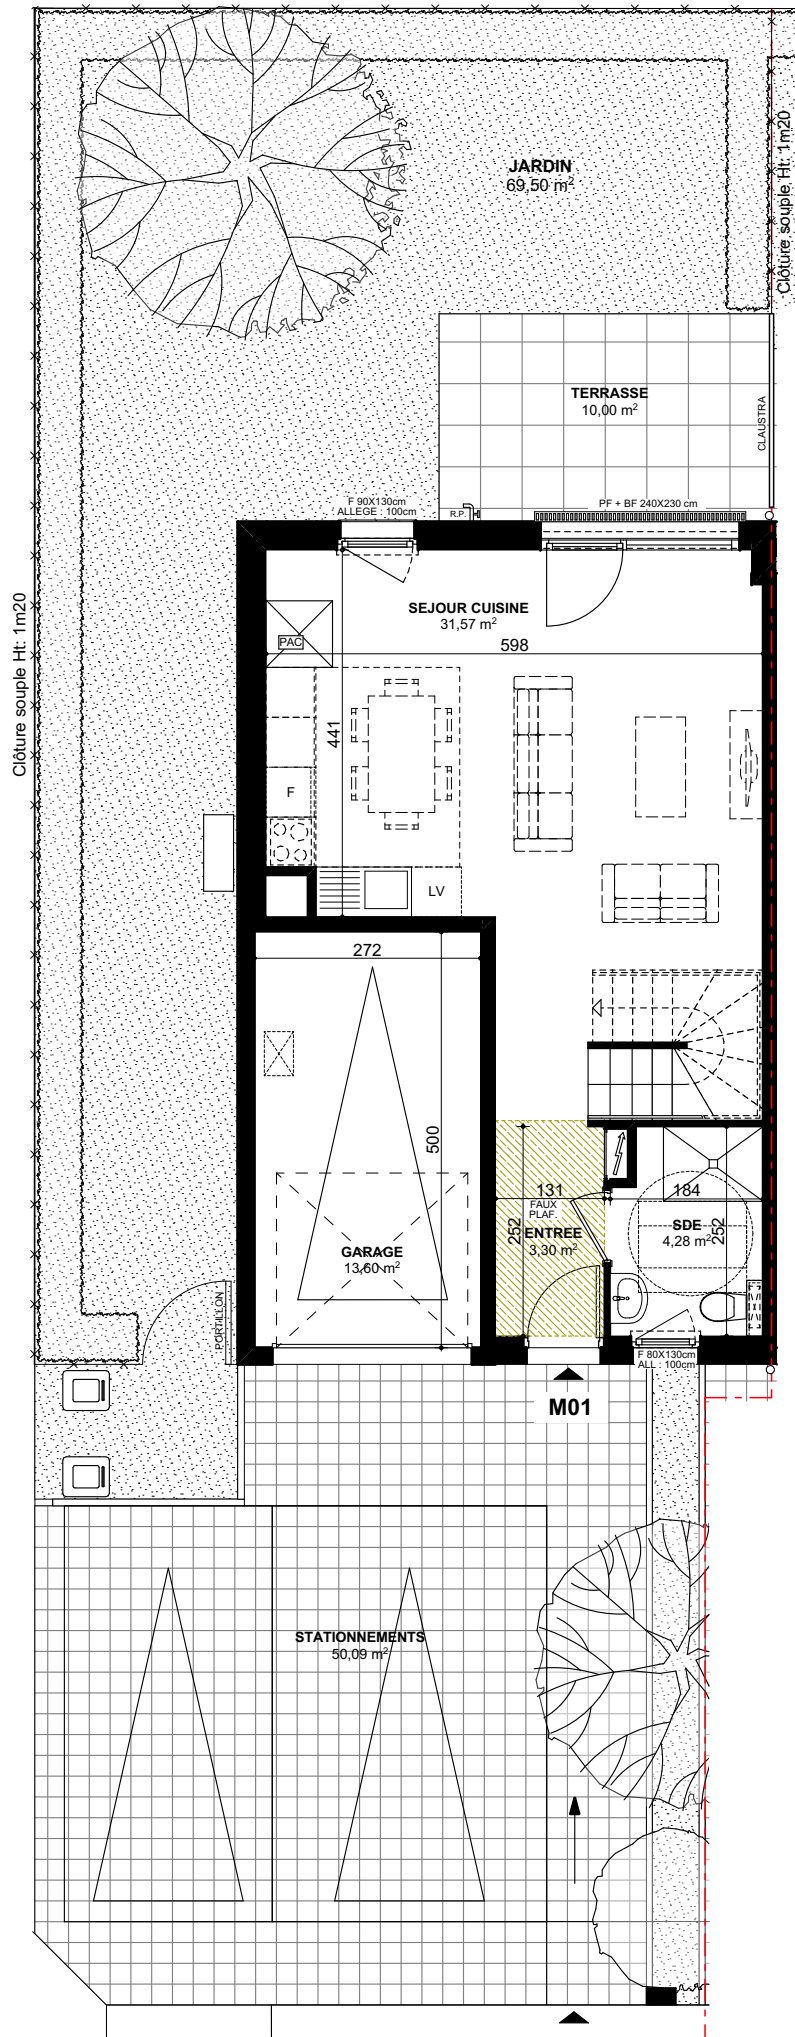 JARDIN
69,50 m²
Clôture souple Ht: 1m20
TERRASSE
10,00 m²
CLAUSTRA
F 90X130cm
ALLEGE : 100cm
R.P.
PF + BF 240X230 cm
SEJOUR CUISINE
31,57 m²
598
PAC
441
Clôture souple Ht: 1m20
F
LV
272
500
131
184
FAUX
PLAF.
252
ENTREE
3,30 m²
SDE
4,28 m²
252
GARAGE
13,60 m²
PORTILLON
F 80X130cm
ALL : 100cm
M01
STATIONNEMENTS
50,09 m²